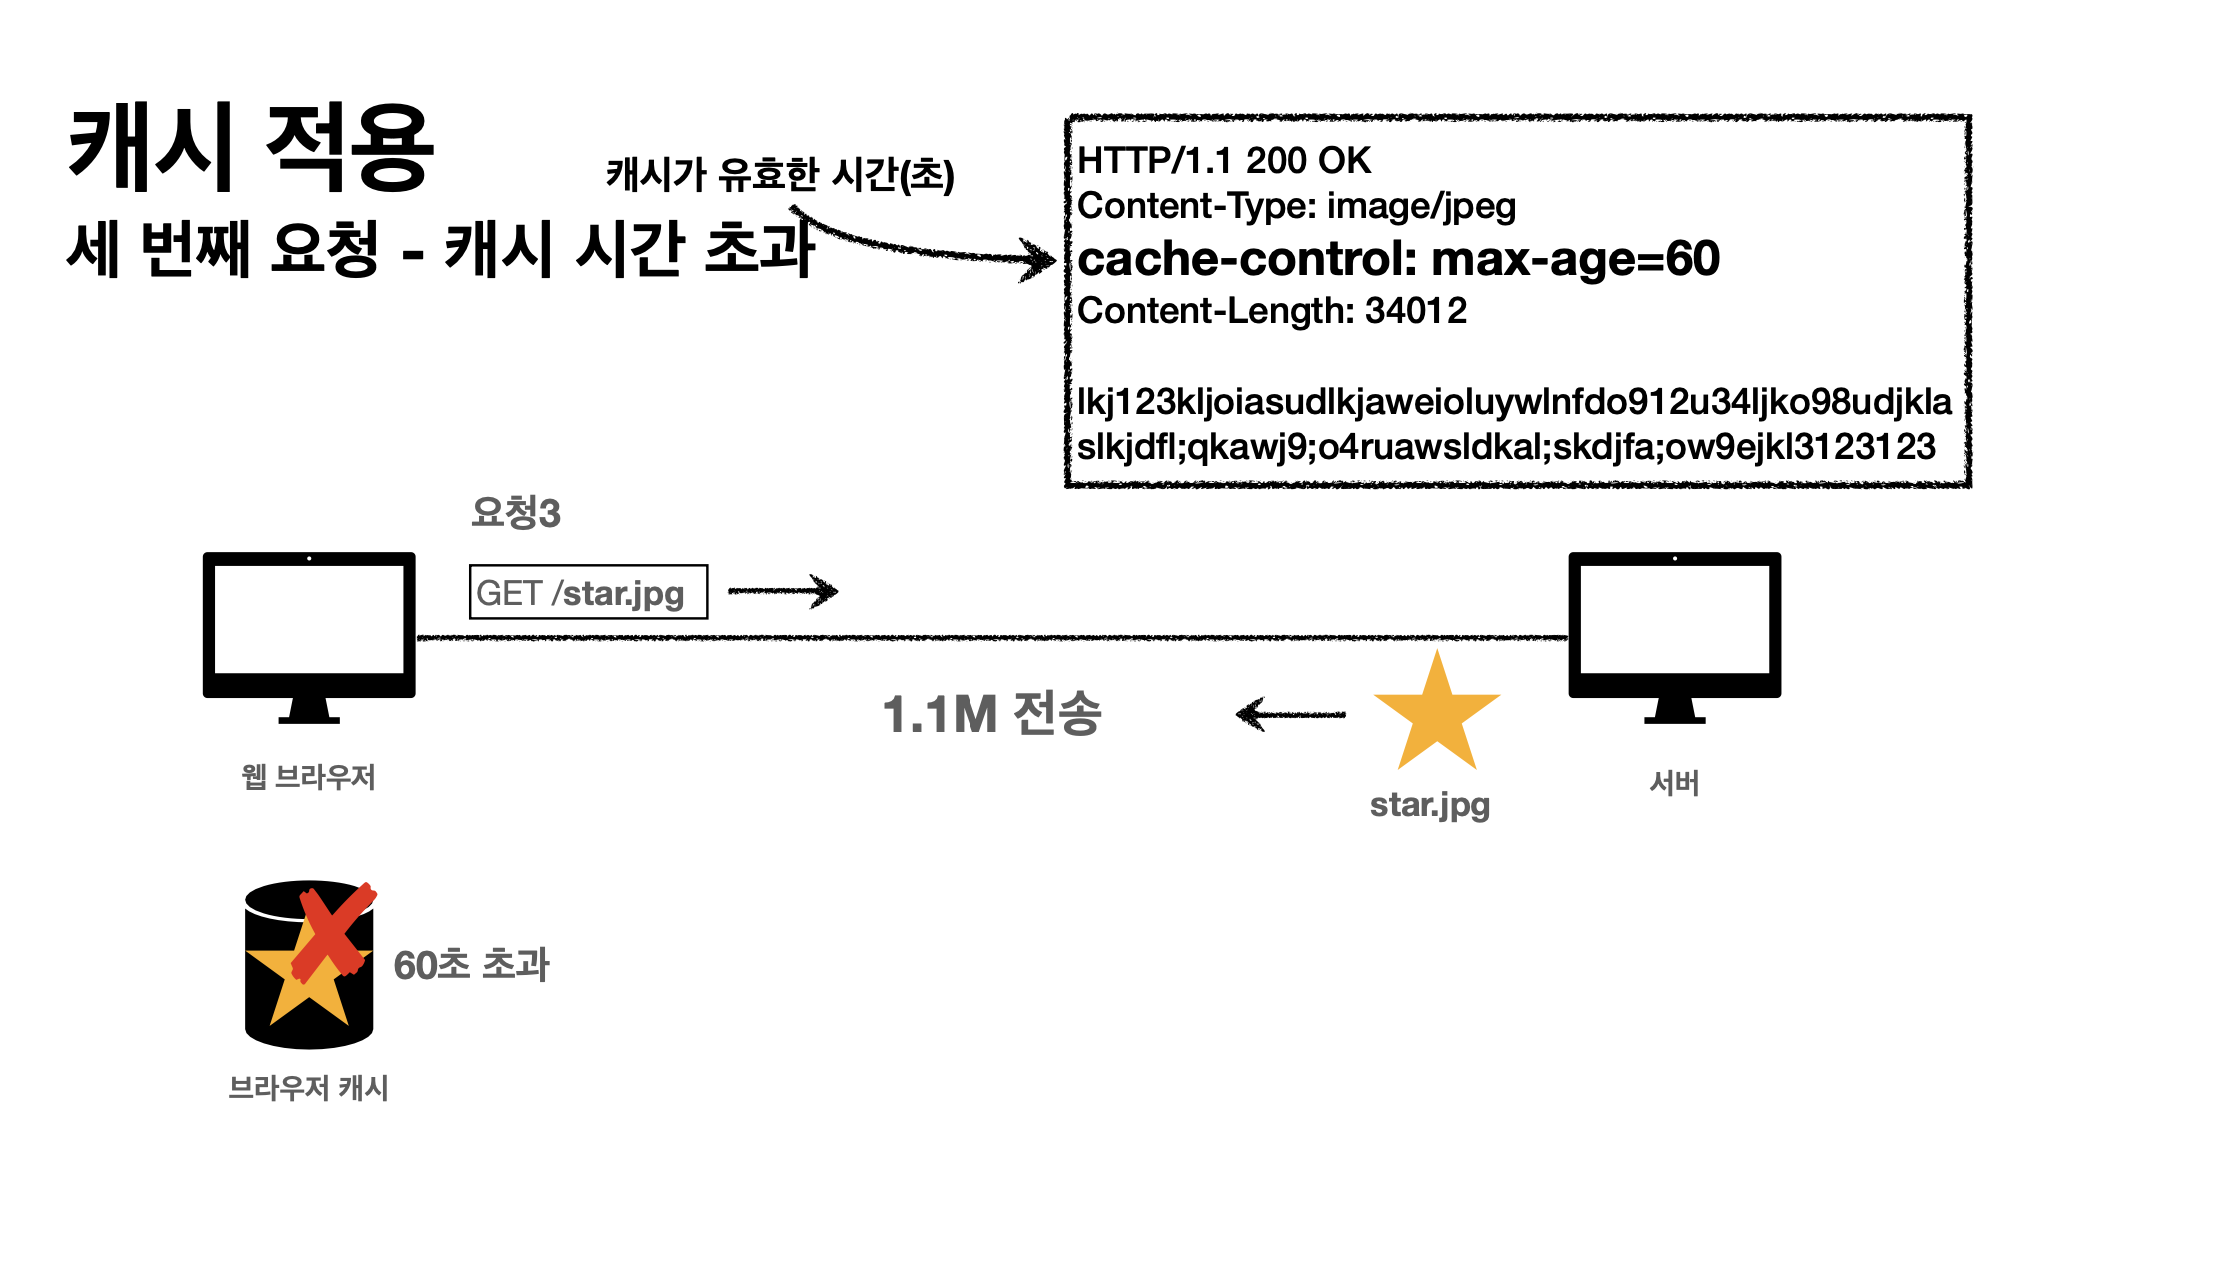 캐시 적용
세 번째 요청 - 캐시 시간 초과
캐시가 유효한 시간(초)
HTTP/1.1 200 OK
Content-Type: image/jpeg
cache-control: max-age=60
Content-Length: 34012
lkj123kljoiasudlkjaweioluywlnfdo912u34ljko98udjkla
slkjdfl;qkawj9;o4ruawsldkal;skdjfa;ow9ejkl3123123
요청3
GET /star.jpg
1.1M 전송
star.jpg
웹 브라우저
서버
60초 초과
브라우저 캐시